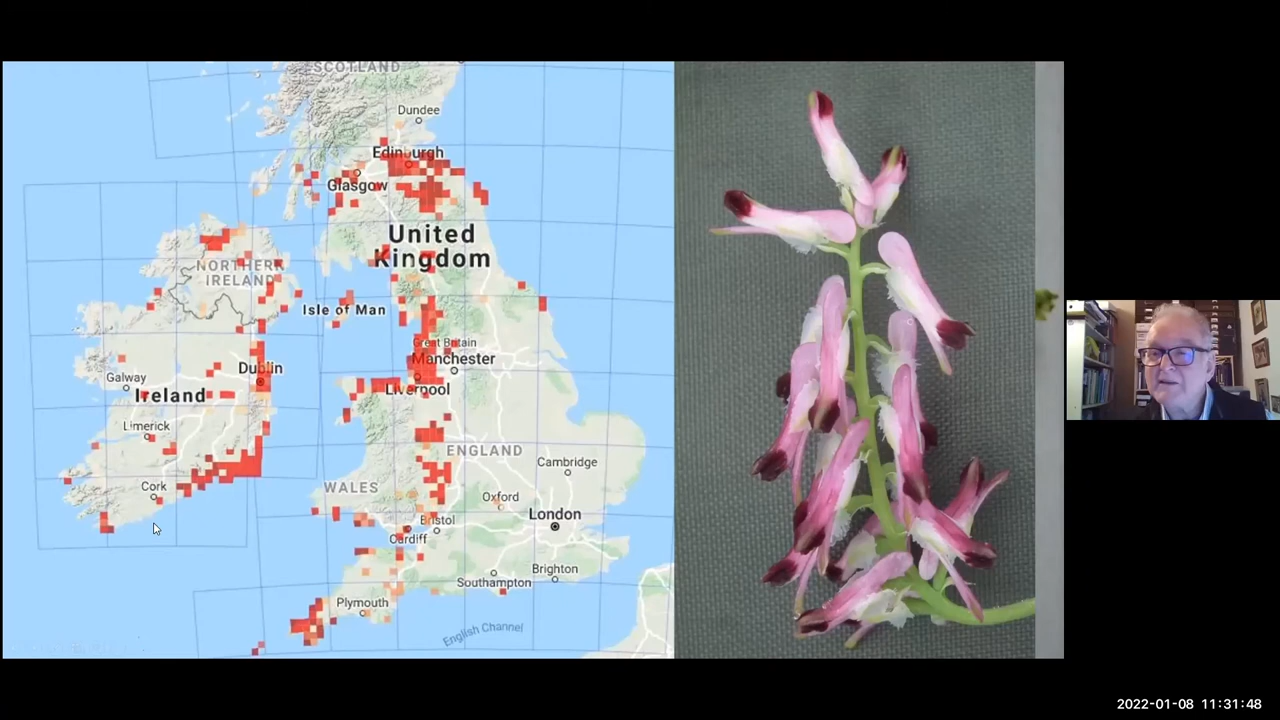 SCOTLAND
Dundee
Edinburgh
Glasgow
United
Kingdom
NORTHERN
IRELAND
Isle of Man
Great Britain
Manchester
Dublin
Galway
Ireland
Liverpool
Limerick
ENGLAND
Cambridge
Cork
WALES
Oxford
London
Bristol
Cardiff
Brighton
Southampton
Plymouth
English Channel
2022-01-08 11:31:48